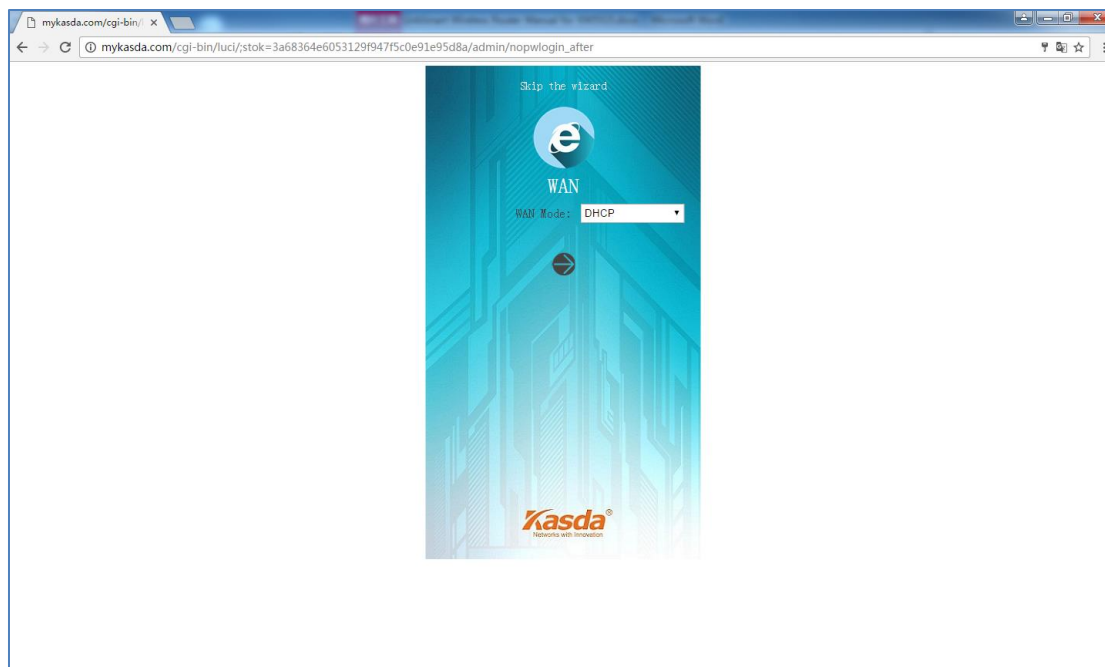 mykasda.com/cgi-bin/l
mykasda.com/cgi-bin/luci/;stok=3a68364e6053129f947f5c0e91e95d8a/admin/nopwlogin_after
Skip the wizard
WAN
WAN Mode: DHCP
Kasda®
Networks with Innovation